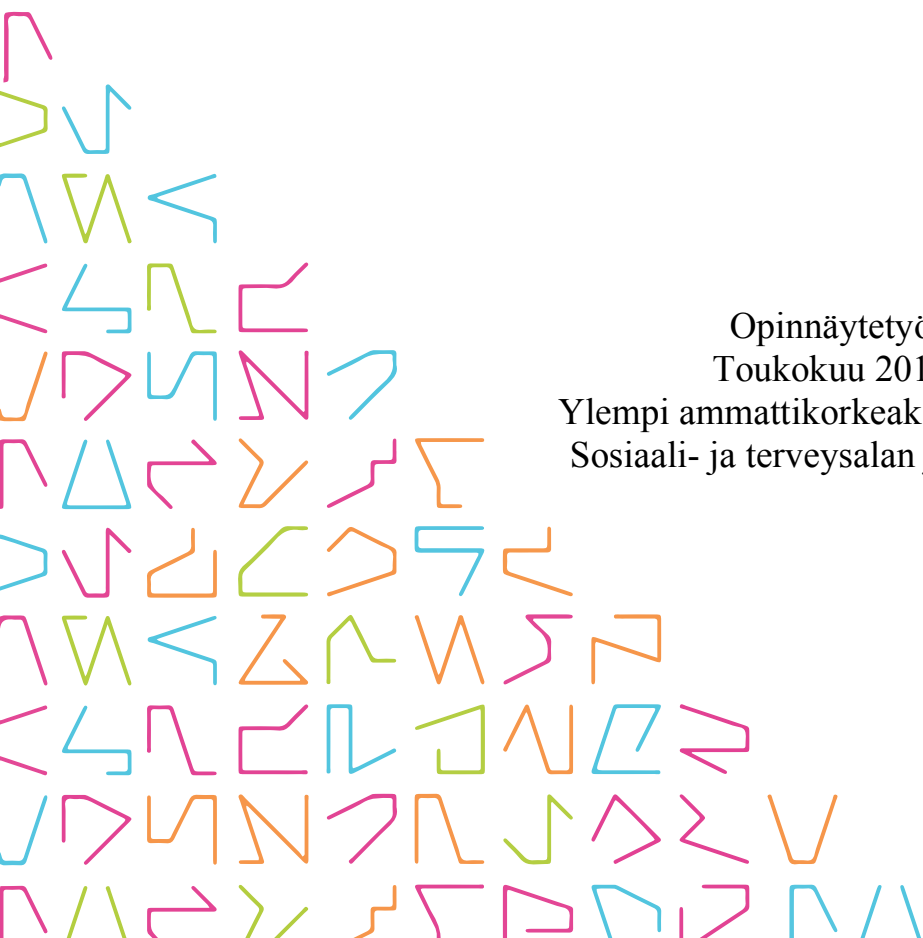 Opinnäytetyö
Toukokuu 201
Ylempi ammattikorkeak
Sosiaali- ja terveysalan